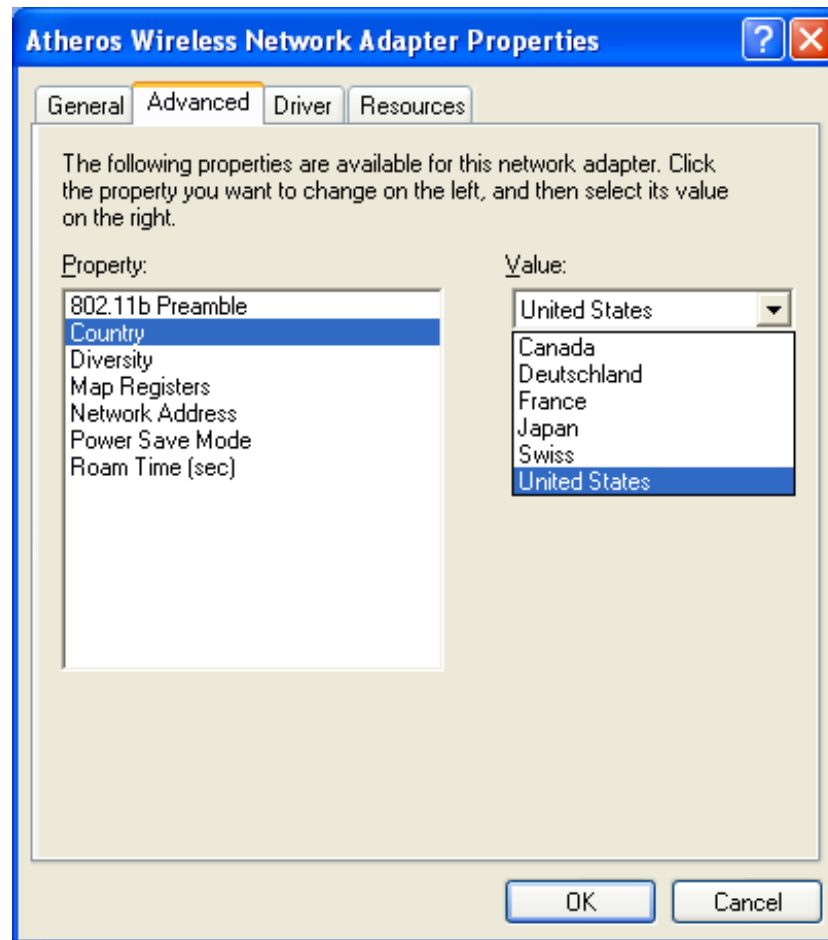 Atheros Wireless Network Adapter Properties
General Advanced Driver Resources
The following properties are available for this network adapter. Click
the property you want to change on the left, and then select its value
on the right.
Property:
802.11b Preamble
Country
Diversity
Map Registers
Network Address
Power Save Mode
Roam Time (sec)
Value:
United States
Canada
Deutschland
France
Japan
Swiss
United States
OK Cancel